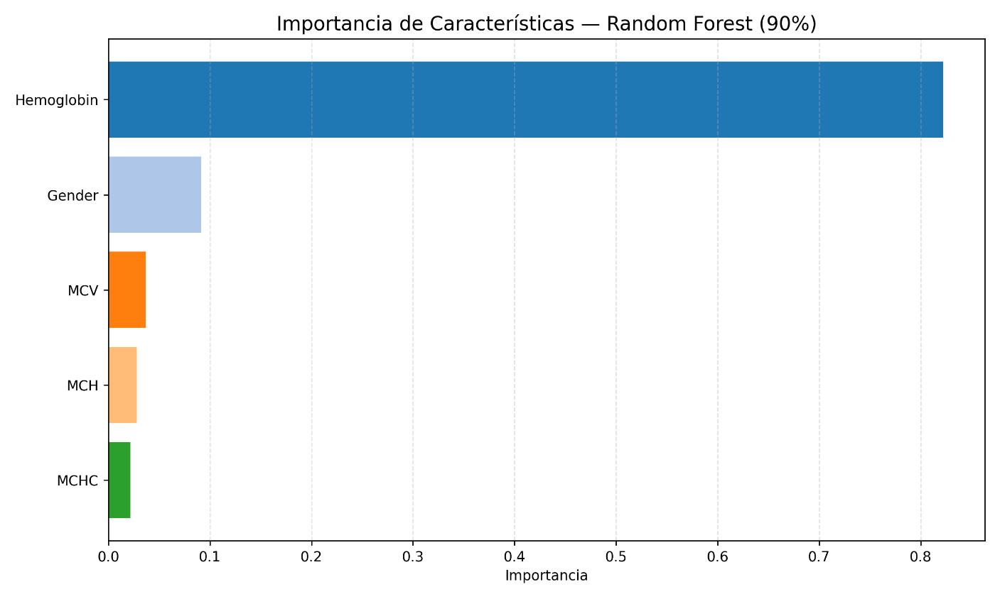 Importancia de Características — Random Forest (90%)
Hemoglobin
Gender
MCV
MCH
MCHC
0.0 0.1 0.2 0.3 0.4 0.5 0.6 0.7 0.8
Importancia